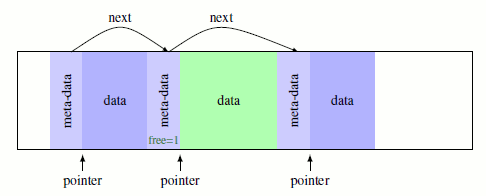 next next
meta-data data meta-data data meta-data data
free=1
pointer pointer pointer